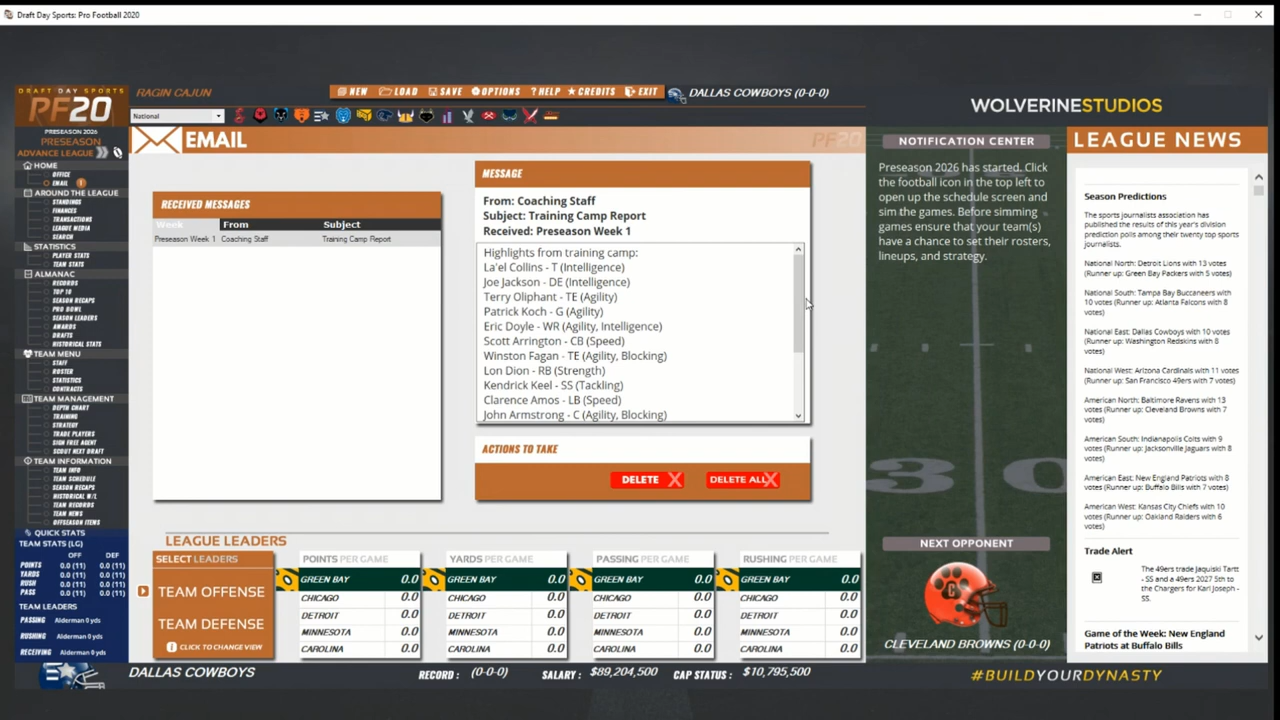 Draft Day Sports: Pro Football 2020
DRAFT DAY SPORTS
PF20
RAGIN CAJUN
NEW LOAD SAVE OPTIONS ? HELP CREDITS EXIT
DALLAS COWBOYS (0-0-0)
WOLVERINESTUDIOS
National
PRESEASON 2026
PRESEASON
ADVANCE LEAGUE
HOME
OFFICE
EMAIL
AROUND THE LEAGUE
STANDINGS
FINANCES
TRANSACTIONS
LEAGUE MEDIA
SEARCH
STATISTICS
PLAYER STATS
TEAM STATS
ALMANAC
RECORDS
TOP 10
SEASON RECAPS
PRO BOWL
SEASON LEADERS
AWARDS
DRAFTS
HISTORICAL STATS
TEAM MENU
STAFF
ROSTER
STATISTICS
CONTRACTS
TEAM MANAGEMENT
DEPTH CHART
TRAINING
STRATEGY
TRADE PLAYERS
SIGN FREE AGENT
SCOUT NEXT DRAFT
TEAM INFORMATION
TEAM INFO
TEAM SCHEDULE
SEASON RECAPS
HISTORICAL W/L
TEAM RECORDS
TEAM NEWS
OFFSEASON ITEMS
QUICK STATS
TEAM STATS (LG)
OFF DEF
POINTS 0.0 (11) 0.0 (11)
YARDS 0.0 (11) 0.0 (11)
RUSH 0.0 (11) 0.0 (11)
PASS 0.0 (11) 0.0 (11)
TEAM LEADERS
PASSING Alderman 0 yds
RUSHING Alderman 0 yds
RECEIVING Alderman 0 yds
EMAIL
PF20
RECEIVED MESSAGES
Week From Subject
Preseason Week 1 Coaching Staff Training Camp Report
MESSAGE
From: Coaching Staff
Subject: Training Camp Report
Received: Preseason Week 1
Highlights from training camp:
La'el Collins - T (Intelligence)
Joe Jackson - DE (Intelligence)
Terry Oliphant - TE (Agility)
Patrick Koch - G (Agility)
Eric Doyle - WR (Agility, Intelligence)
Scott Arrington - CB (Speed)
Winston Fagan - TE (Agility, Blocking)
Lon Dion - RB (Strength)
Kendrick Keel - SS (Tackling)
Clarence Amos - LB (Speed)
John Armstrong - C (Agility, Blocking)
ACTIONS TO TAKE
DELETE X
DELETE ALL X
LEAGUE LEADERS
SELECT LEADERS
TEAM OFFENSE
TEAM DEFENSE
CLICK TO CHANGE VIEW
POINTS PER GAME
GREEN BAY 0.0
CHICAGO 0.0
DETROIT 0.0
MINNESOTA 0.0
CAROLINA 0.0
YARDS PER GAME
GREEN BAY 0.0
CHICAGO 0.0
DETROIT 0.0
MINNESOTA 0.0
CAROLINA 0.0
PASSING PER GAME
GREEN BAY 0.0
CHICAGO 0.0
DETROIT 0.0
MINNESOTA 0.0
CAROLINA 0.0
RUSHING PER GAME
GREEN BAY 0.0
CHICAGO 0.0
DETROIT 0.0
MINNESOTA 0.0
CAROLINA 0.0
NOTIFICATION CENTER
Preseason 2026 has started. Click
the football icon in the top left to
open up the schedule screen and
sim the games. Before simming
games ensure that your team(s)
have a chance to set their rosters,
lineups, and strategy.
3 0
NEXT OPPONENT
CLEVELAND BROWNS (0-0-0)
LEAGUE NEWS
Season Predictions
The sports journalists association has
published the results of this year's division
prediction polls among their twenty top sports
journalists.
National North: Detroit Lions with 13 votes
(Runner up: Green Bay Packers with 5 votes)
National South: Tampa Bay Buccaneers with
10 votes (Runner up: Atlanta Falcons with 8
votes)
National East: Dallas Cowboys with 10 votes
(Runner up: Washington Redskins with 8
votes)
National West: Arizona Cardinals with 11 votes
(Runner up: San Francisco 49ers with 7 votes)
American North: Baltimore Ravens with 13
votes (Runner up: Cleveland Browns with 7
votes)
American South: Indianapolis Colts with 9
votes (Runner up: Jacksonville Jaguars with 8
votes)
American East: New England Patriots with 8
votes (Runner up: Buffalo Bills with 7 votes)
American West: Kansas City Chiefs with 10
votes (Runner up: Oakland Raiders with 6
votes)
Trade Alert
The 49ers trade Jaquiski Tartt
- SS and a 49ers 2027 5th to
the Chargers for Karl Joseph -
SS.
Game of the Week: New England
Patriots at Buffalo Bills
DALLAS COWBOYS
RECORD : (0-0-0)
SALARY: $89,204,500
CAP STATUS : $10,795,500
#BUILDYOURDYNASTY